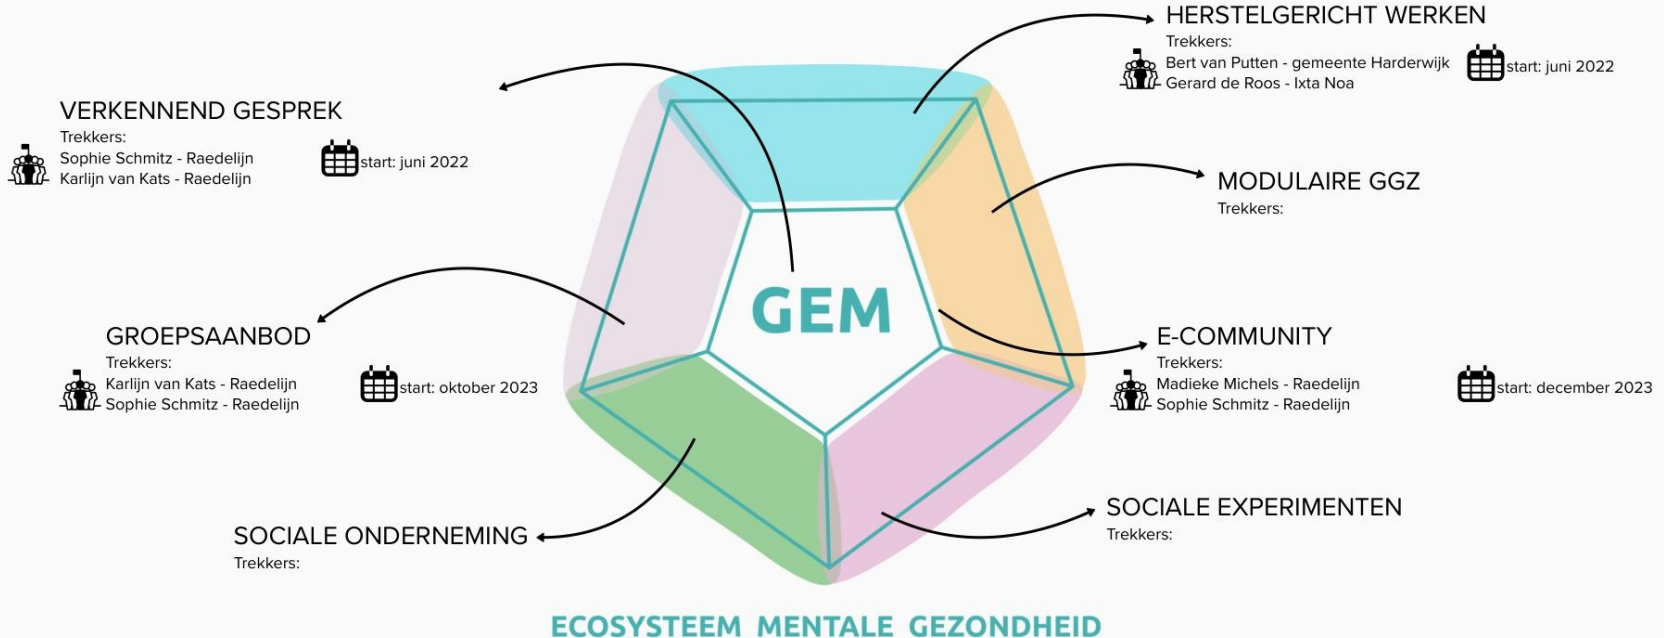 HERSTELGERICHT WERKEN
Trekkers:
Bert van Putten - gemeente Harderwijk
Gerard de Roos - Ixta Noa
start: juni 2022
VERKENNEND GESPREK
Trekkers:
Sophie Schmitz - Raedelijn
Karlijn van Kats - Raedelijn
start: juni 2022
MODULAIRE GGZ
Trekkers:
GEM
GROEPSAANBOD
Trekkers:
Karlijn van Kats - Raedelijn
Sophie Schmitz - Raedelijn
start: oktober 2023
E-COMMUNITY
Trekkers:
Madieke Michels - Raedelijn
Sophie Schmitz - Raedelijn
start: december 2023
SOCIALE ONDERNEMING
Trekkers:
SOCIALE EXPERIMENTEN
Trekkers:
ECOSYSTEEM MENTALE GEZONDHEID